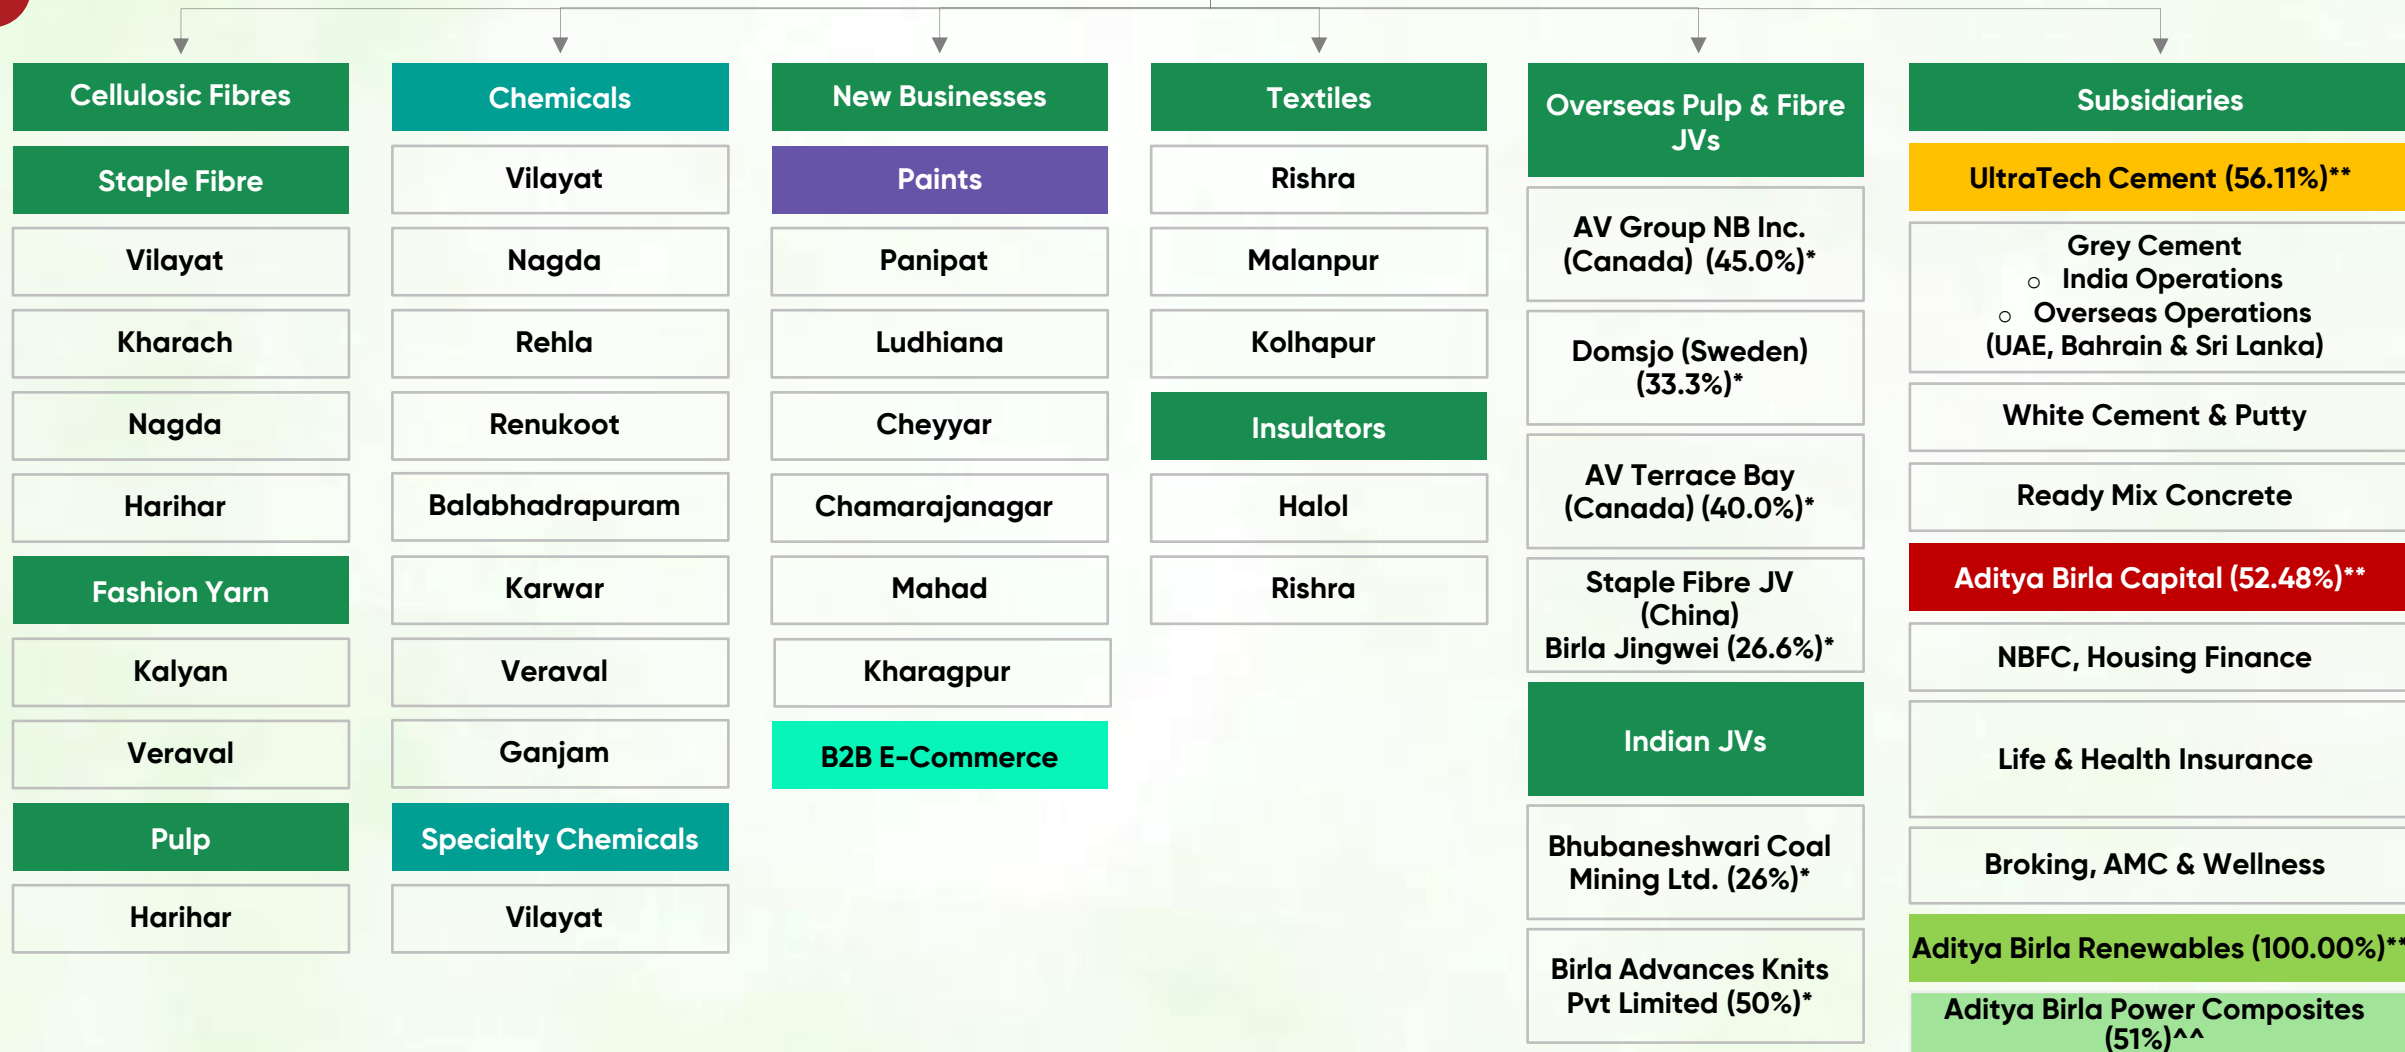 Cellulosic Fibres
Staple Fibre
Vilayat
Kharach
Nagda
Harihar
Fashion Yarn
Kalyan
Veraval
Pulp
Harihar
Chemicals
Vilayat
Nagda
Rehla
Renukoot
Balabhadrapuram
Karwar
Veraval
Ganjam
Specialty Chemicals
Vilayat
New Businesses
Paints
Panipat
Ludhiana
Cheyyar
Chamarajanagar
Mahad
Kharagpur
B2B E-Commerce
Textiles
Rishra
Malanpur
Kolhapur
Insulators
Halol
Rishra
Overseas Pulp & Fibre
JVs
AV Group NB Inc.
(Canada) (45.0%)*
Domsjo (Sweden)
(33.3%)*
AV Terrace Bay
(Canada) (40.0%)*
Staple Fibre JV
(China)
Birla Jingwei (26.6%)*
Indian JVs
Bhubaneshwari Coal
Mining Ltd. (26%)*
Birla Advances Knits
Pvt Limited (50%)*
Subsidiaries
UltraTech Cement (56.11%)**
Grey Cement
o India Operations
o Overseas Operations
(UAE, Bahrain & Sri Lanka)
White Cement & Putty
Ready Mix Concrete
Aditya Birla Capital (52.48%)**
NBFC, Housing Finance
Life & Health Insurance
Broking, AMC & Wellness
Aditya Birla Renewables (100.00%)**
Aditya Birla Power Composites
(51%)^^